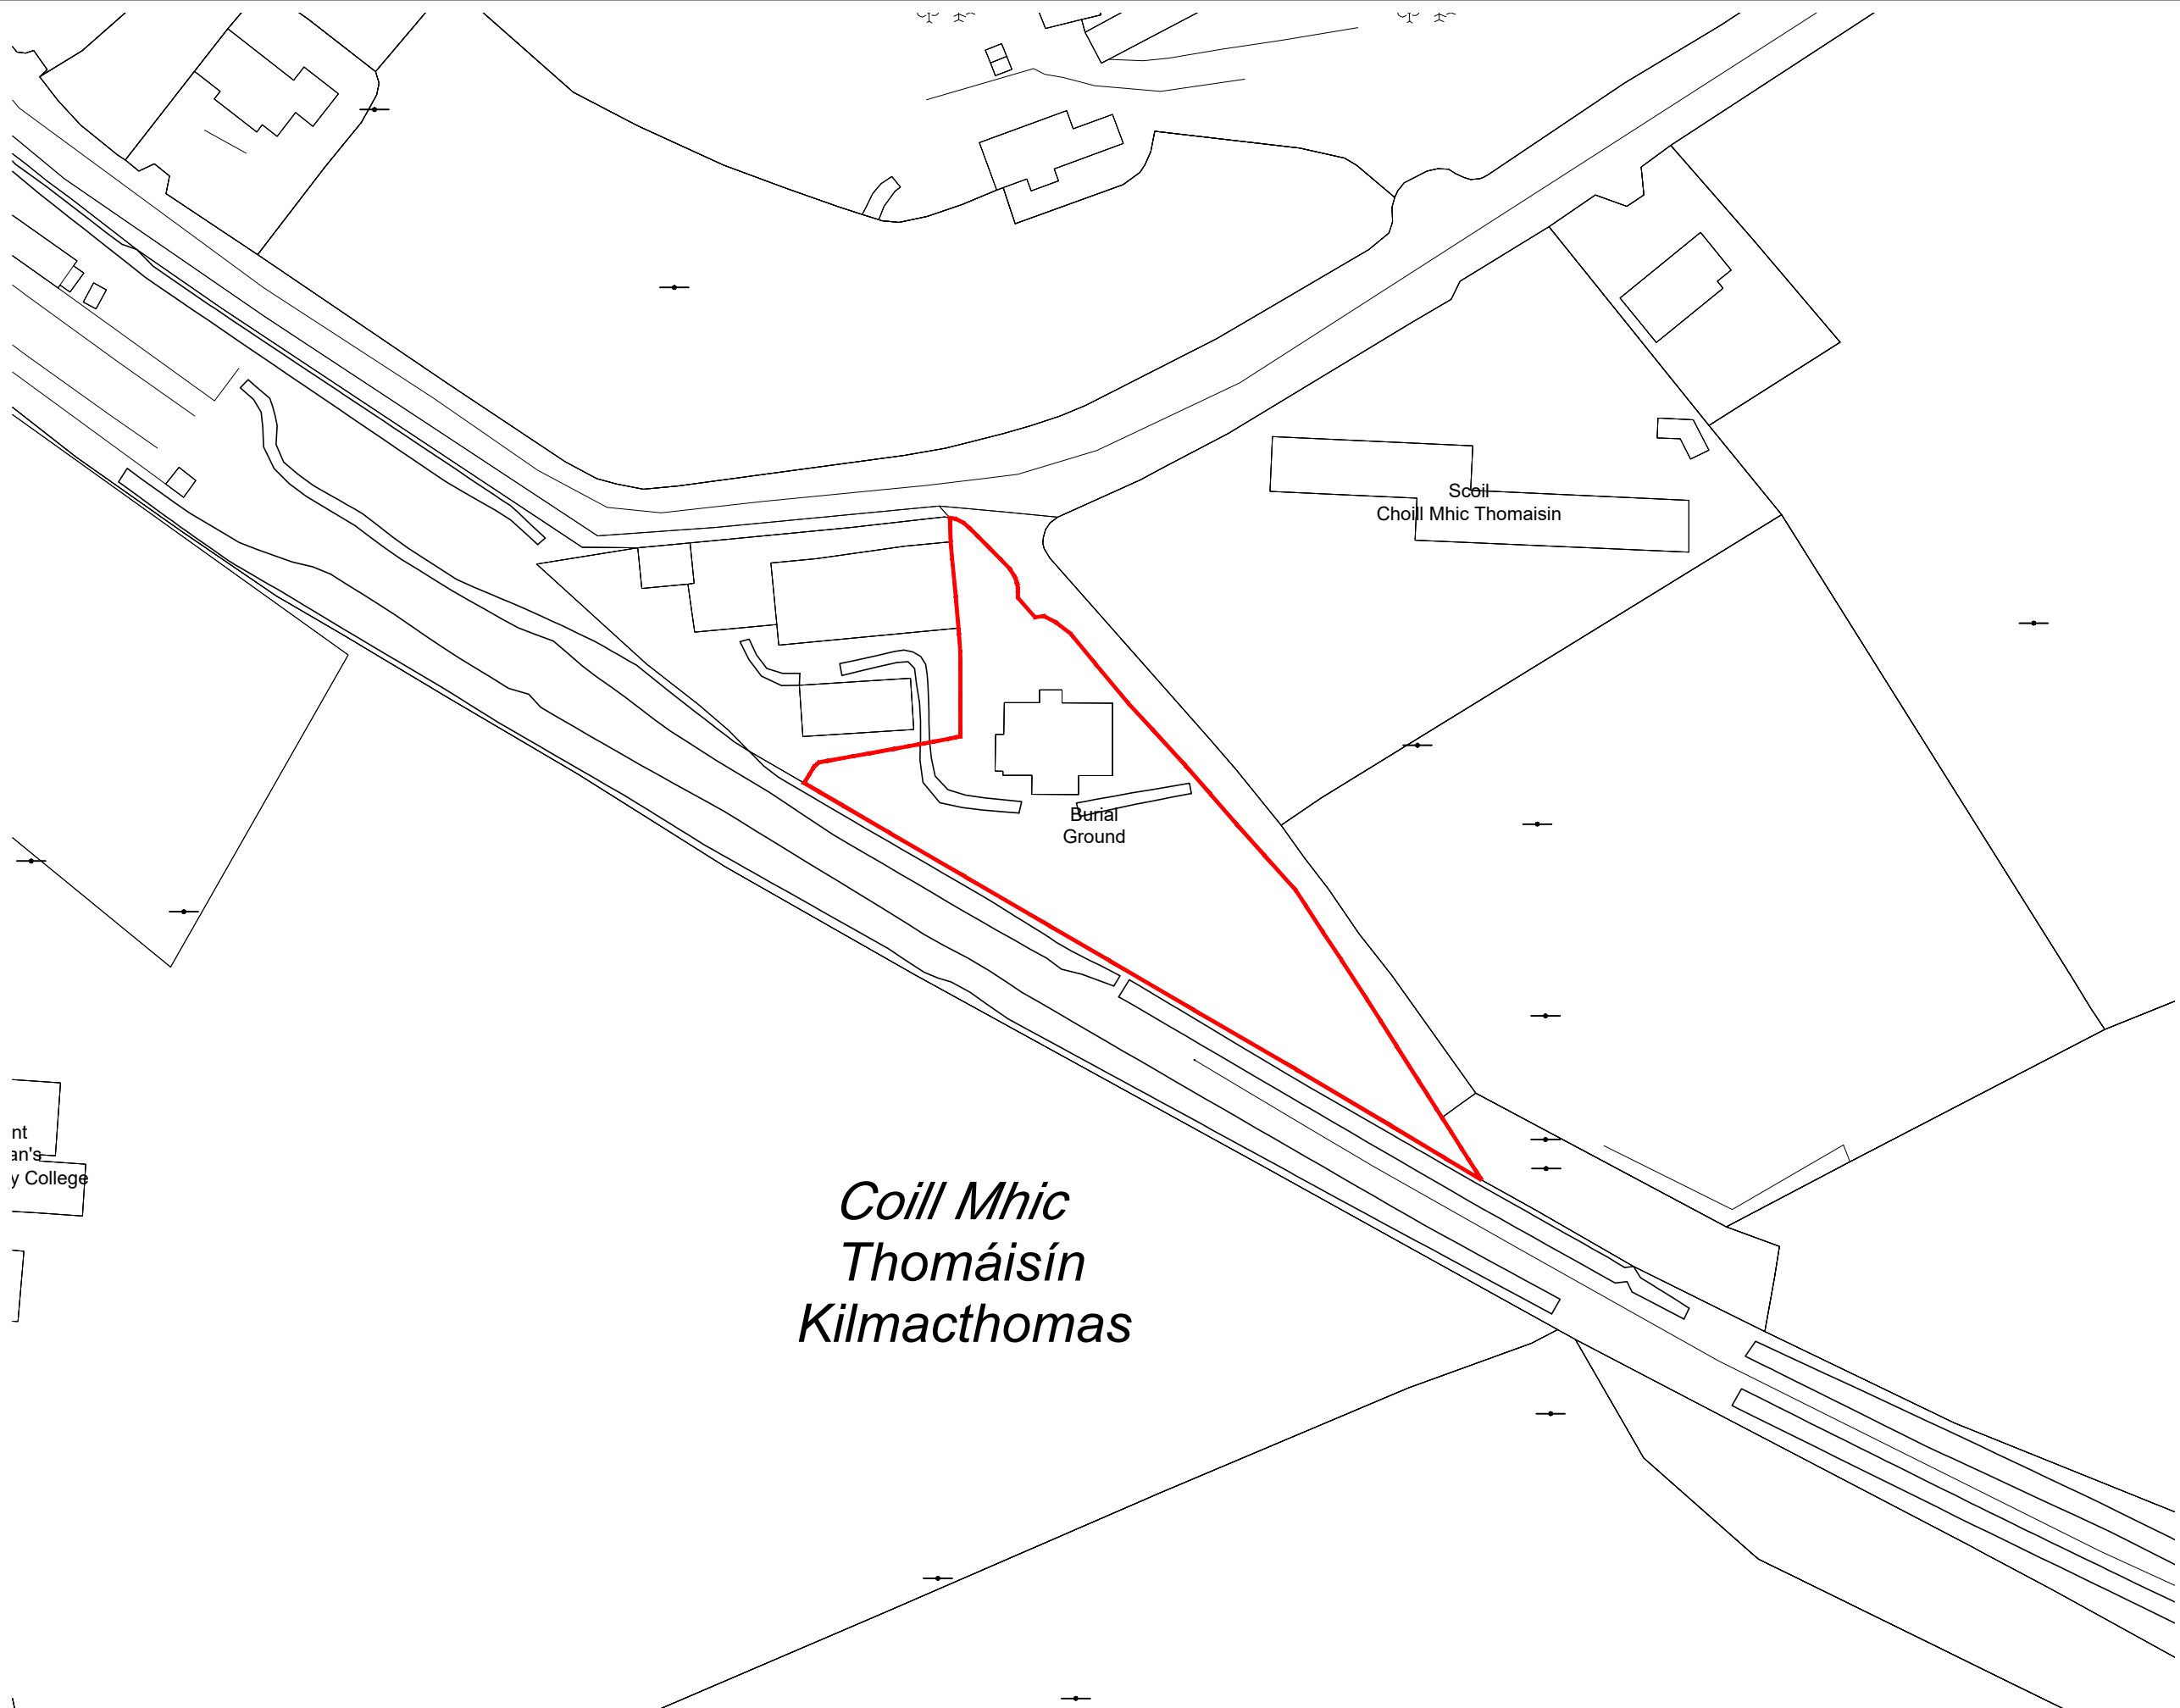 Scoil
Choill Mhic Thomaisin
Burial
Ground
nt
an's
y College
Coill Mhic
Thomáisín
Kilmacthomas